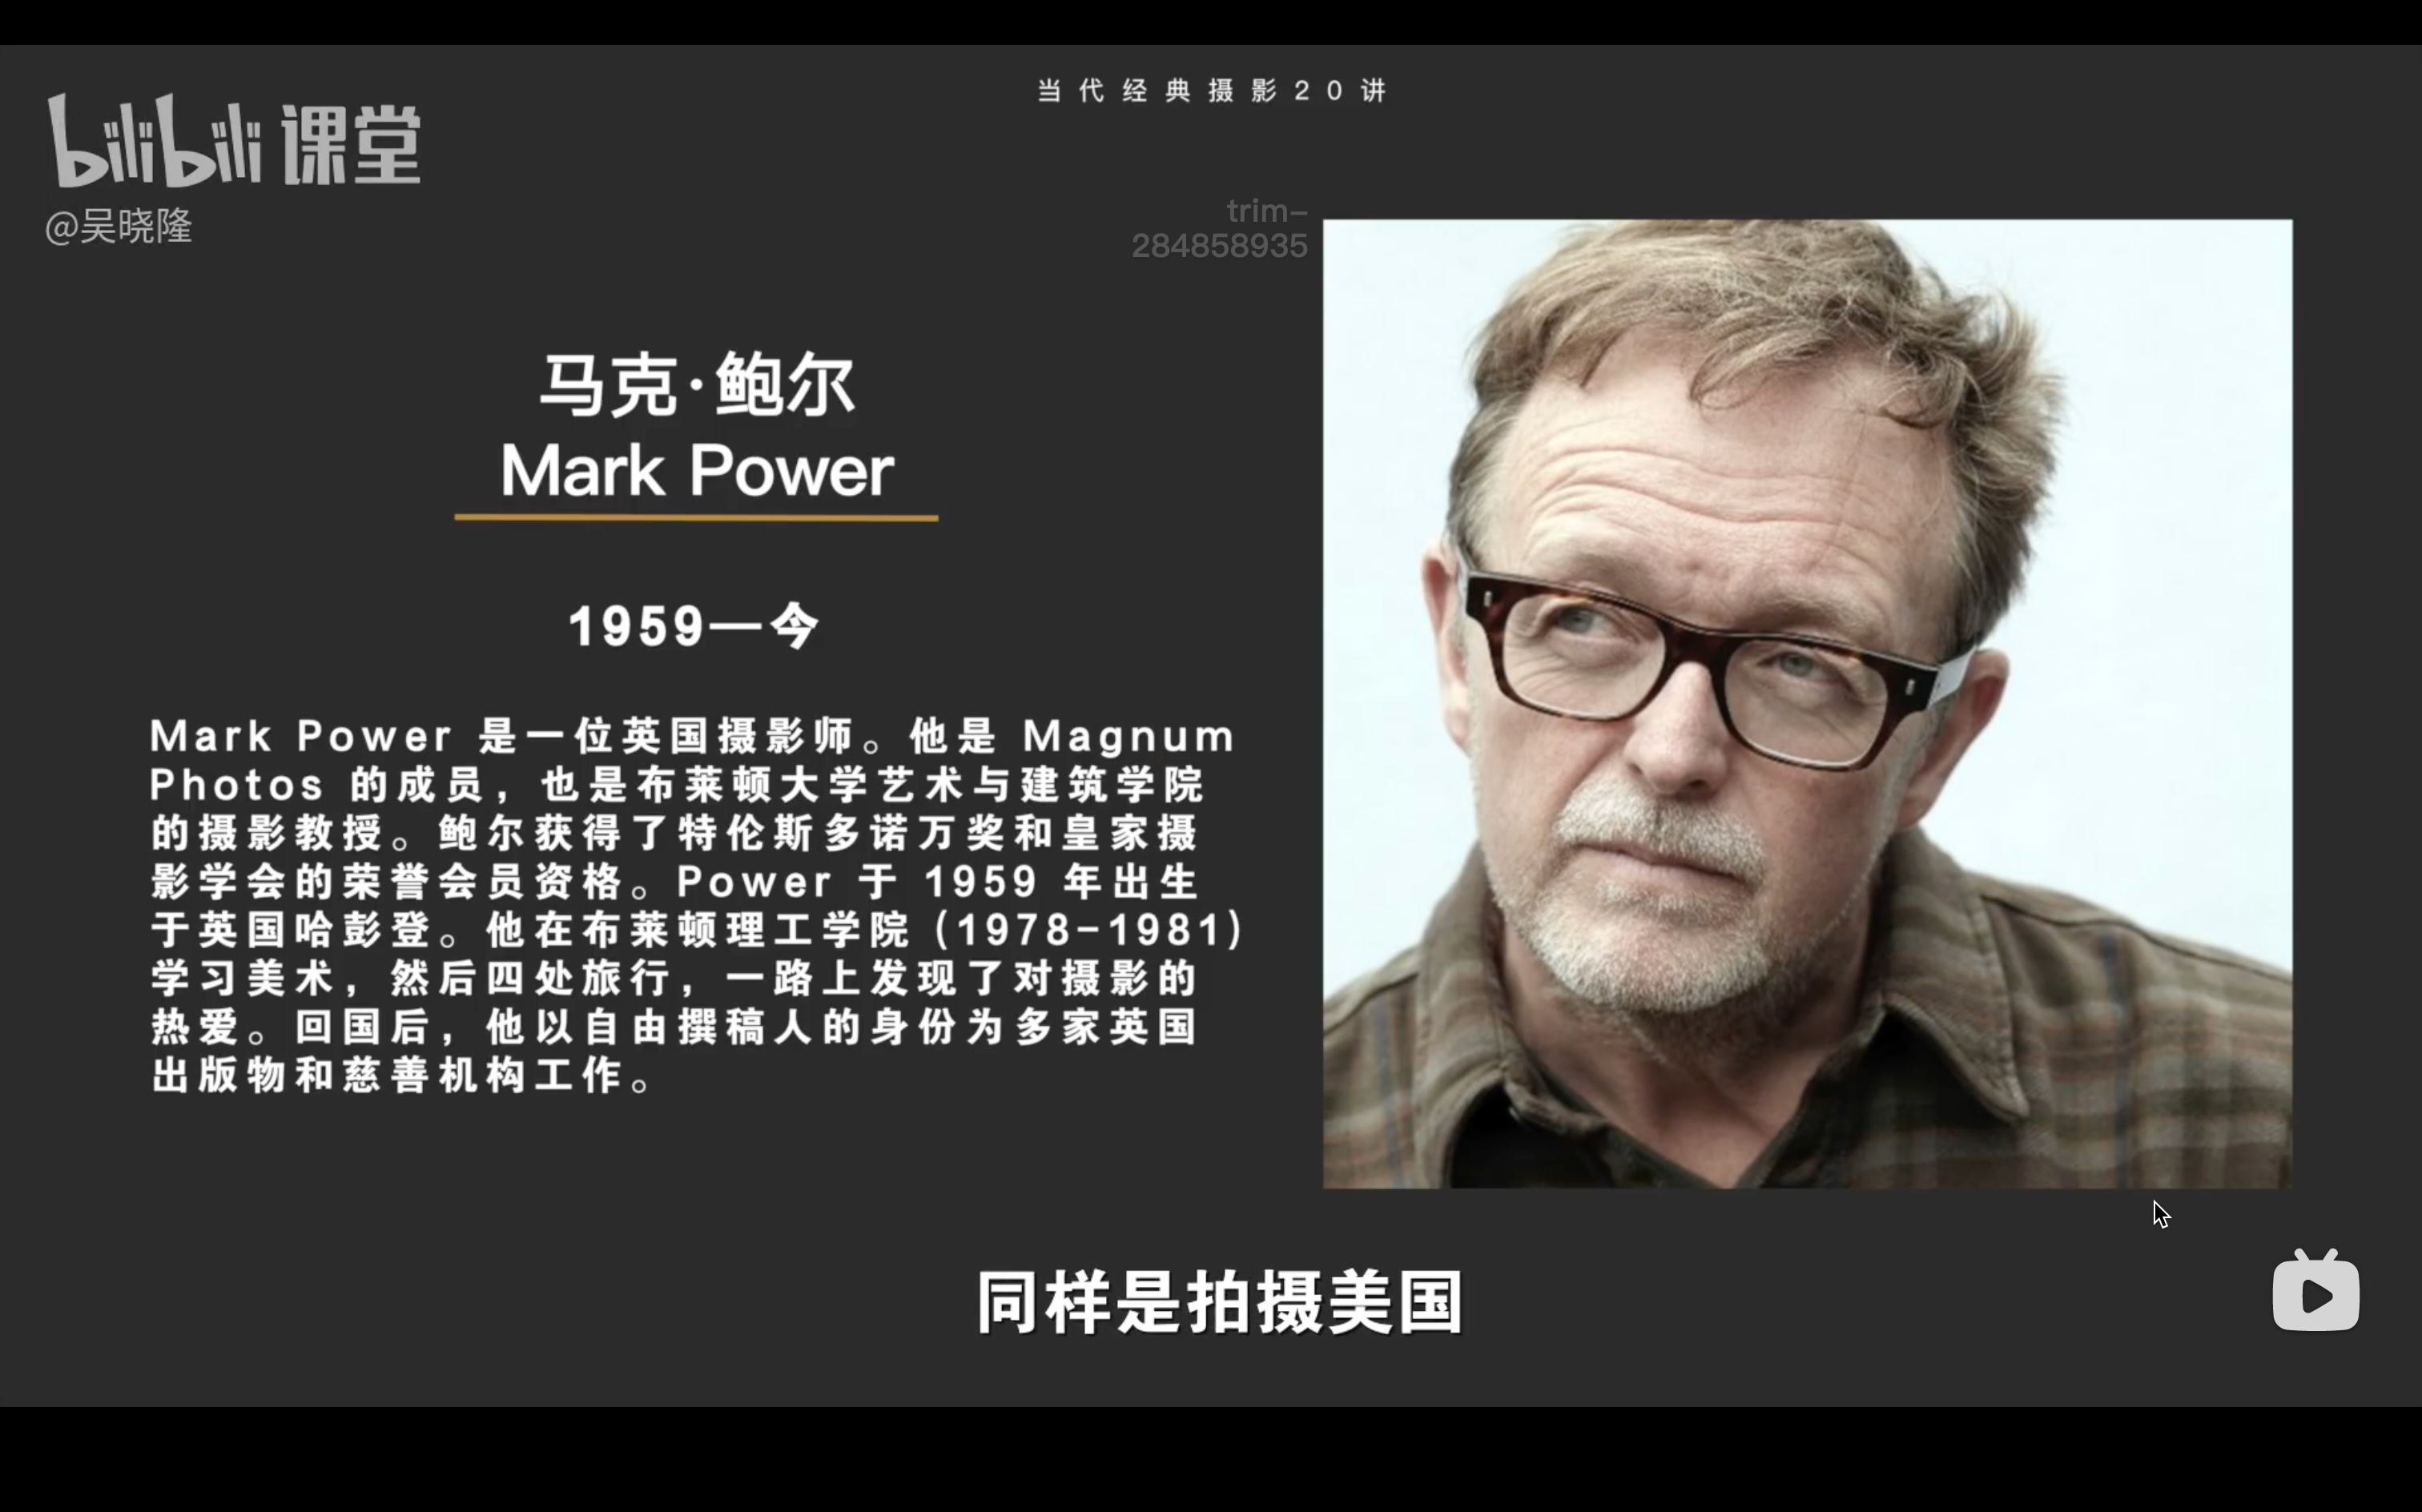 当代经典摄影20讲
bilibili 课堂
@吴晓隆
trim-
284858935
马克·鲍尔
Mark Power
1959—今
Mark Power 是一位英国摄影师。他是 Magnum
Photos 的成员，也是布莱顿大学艺术与建筑学院
的摄影教授。鲍尔获得了特伦斯多诺万奖和皇家摄
影学会的荣誉会员资格。Power 于 1959 年出生
于英国哈彭登。他在布莱顿理工学院（1978-1981）
学习美术，然后四处旅行，一路上发现了对摄影的
热爱。回国后，他以自由撰稿人的身份为多家英国
出版物和慈善机构工作。
同样是拍摄美国